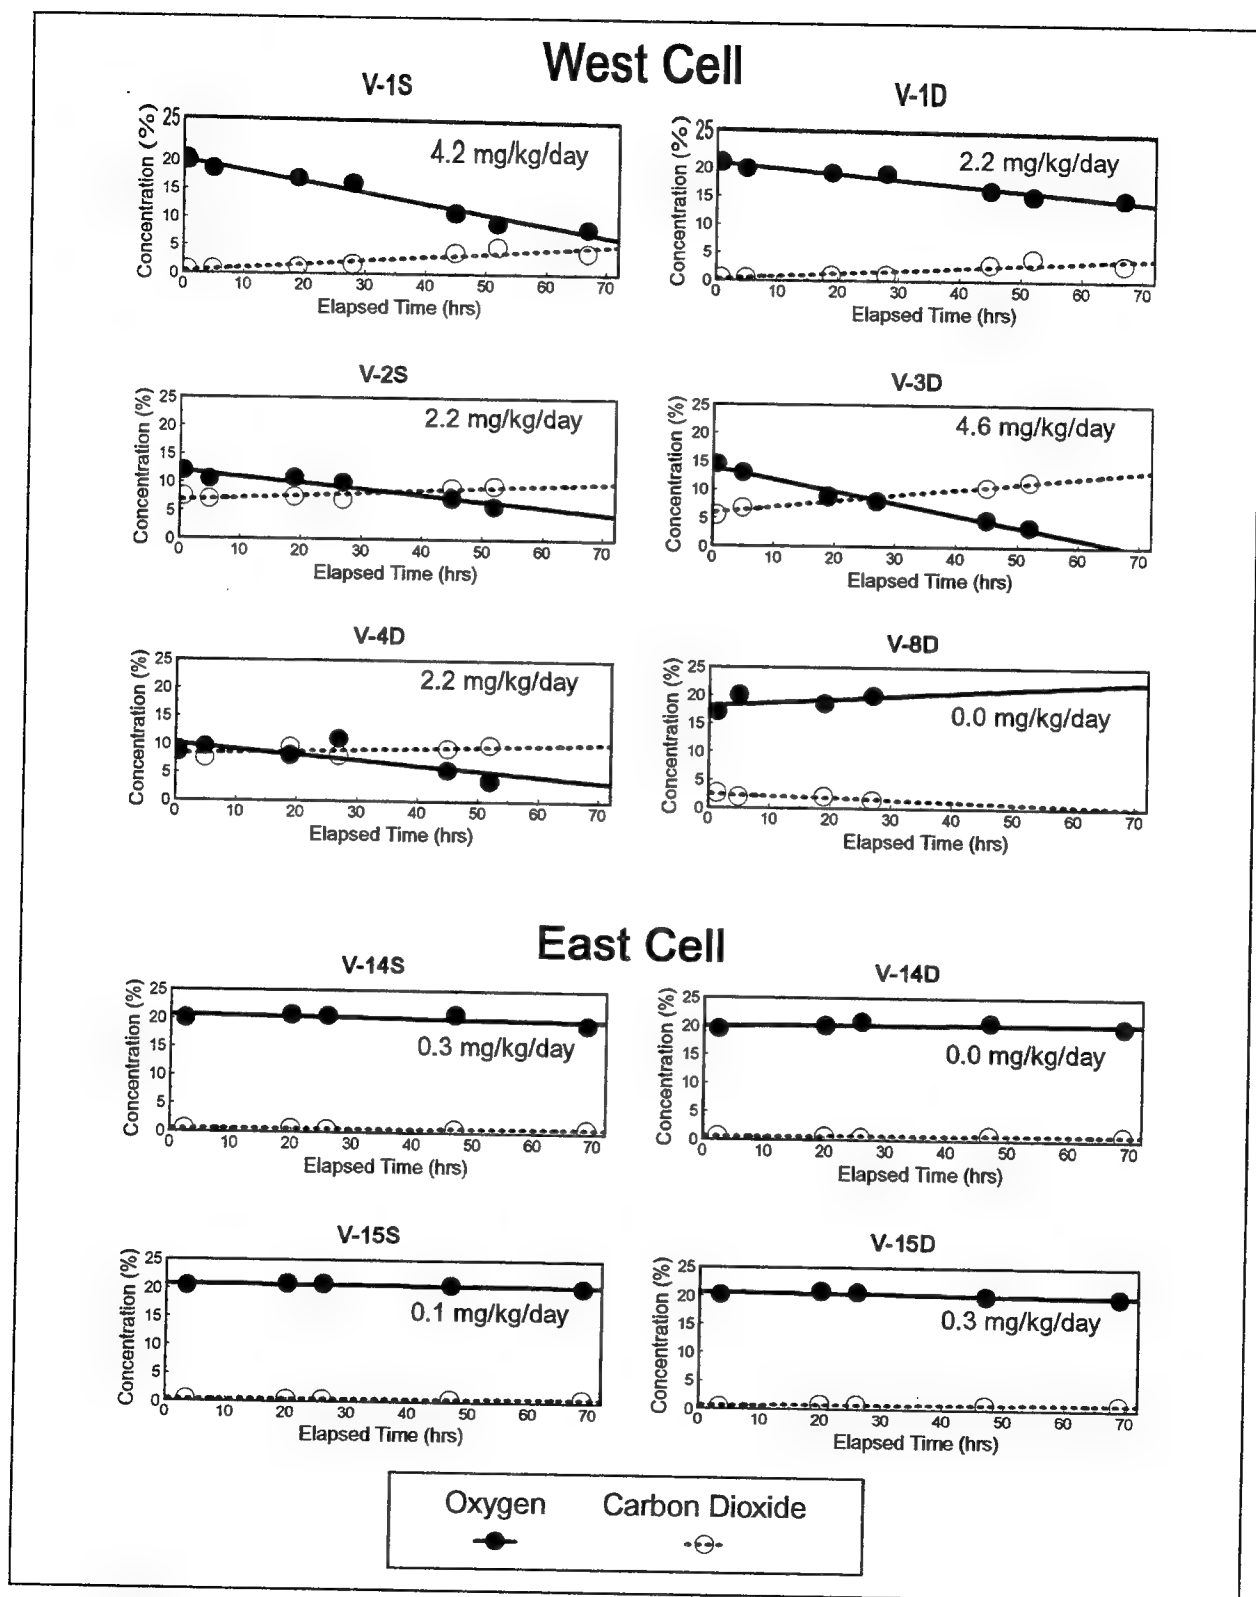 West Cell
V-1S
Concentration (%)
25
20
15
10
5
0
4.2 mg/kg/day
0 10 20 30 40 50 60 70
Elapsed Time (hrs)
V-1D
Concentration (%)
25
20
15
10
5
0
2.2 mg/kg/day
0 10 20 30 40 50 60 70
Elapsed Time (hrs)
V-2S
Concentration (%)
25
20
15
10
5
0
2.2 mg/kg/day
0 10 20 30 40 50 60 70
Elapsed Time (hrs)
V-3D
Concentration (%)
25
20
15
10
5
0
4.6 mg/kg/day
0 10 20 30 40 50 60 70
Elapsed Time (hrs)
V-4D
Concentration (%)
25
20
15
10
5
0
2.2 mg/kg/day
0 10 20 30 40 50 60 70
Elapsed Time (hrs)
V-8D
Concentration (%)
25
20
15
10
5
0
0.0 mg/kg/day
0 10 20 30 40 50 60 70
Elapsed Time (hrs)
East Cell
V-14S
Concentration (%)
25
20
15
10
5
0
0.3 mg/kg/day
0 10 20 30 40 50 60 70
Elapsed Time (hrs)
V-14D
Concentration (%)
25
20
15
10
5
0
0.0 mg/kg/day
0 10 20 30 40 50 60 70
Elapsed Time (hrs)
V-15S
Concentration (%)
25
20
15
10
5
0
0.1 mg/kg/day
0 10 20 30 40 50 60 70
Elapsed Time (hrs)
V-15D
Concentration (%)
25
20
15
10
5
0
0.3 mg/kg/day
0 10 20 30 40 50 60 70
Elapsed Time (hrs)
Oxygen Carbon Dioxide